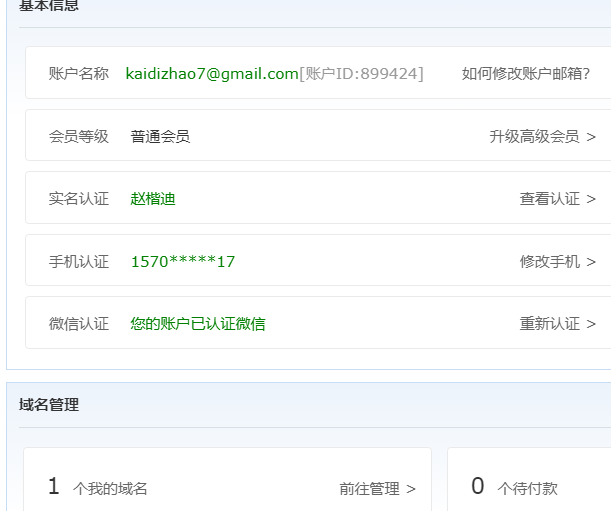 基本信息
账户名称 kaidizhao7@gmail.com[账户ID:899424] 如何修改账户邮箱?
会员等级 普通会员 升级高级会员 >
实名认证 赵楷迪 查看认证 >
手机认证 1570*****17 修改手机 >
微信认证 您的账户已认证微信 重新认证 >
域名管理
1 个我的域名 前往管理 > 0 个待付款